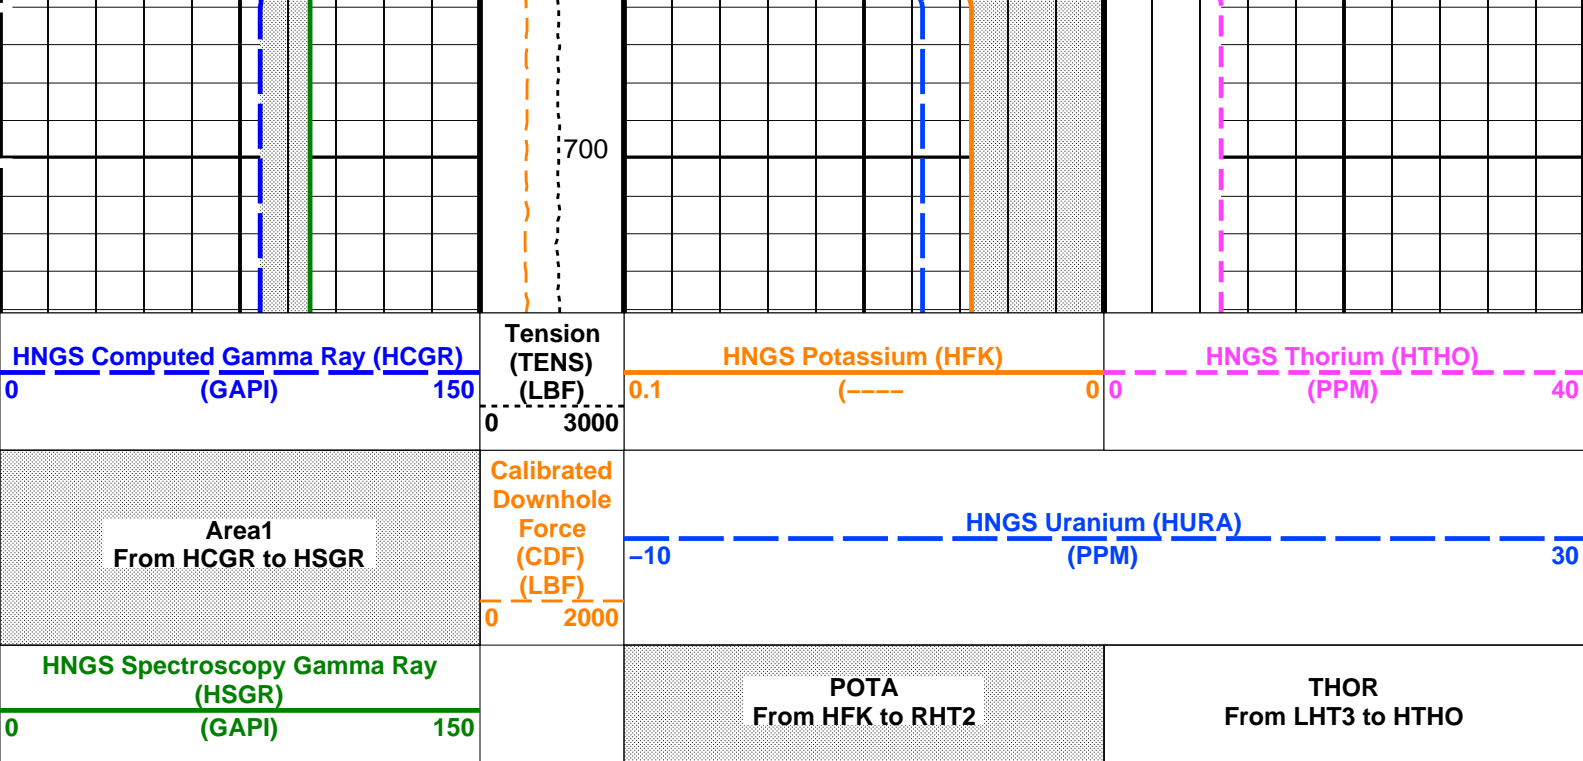 700
HNGS Computed Gamma Ray (HCGR)
0 (GAPI) 150
Tension
(TENS)
(LBF)
0 3000
HNGS Potassium (HFK)
0.1 (–––– 0
HNGS Thorium (HTHO)
0 (PPM) 40
Area1
From HCGR to HSGR
Calibrated
Downhole
Force
(CDF)
(LBF)
0 2000
HNGS Uranium (HURA)
–10 (PPM) 30
HNGS Spectroscopy Gamma Ray
(HSGR)
0 (GAPI) 150
POTA
From HFK to RHT2
THOR
From LHT3 to HTHO